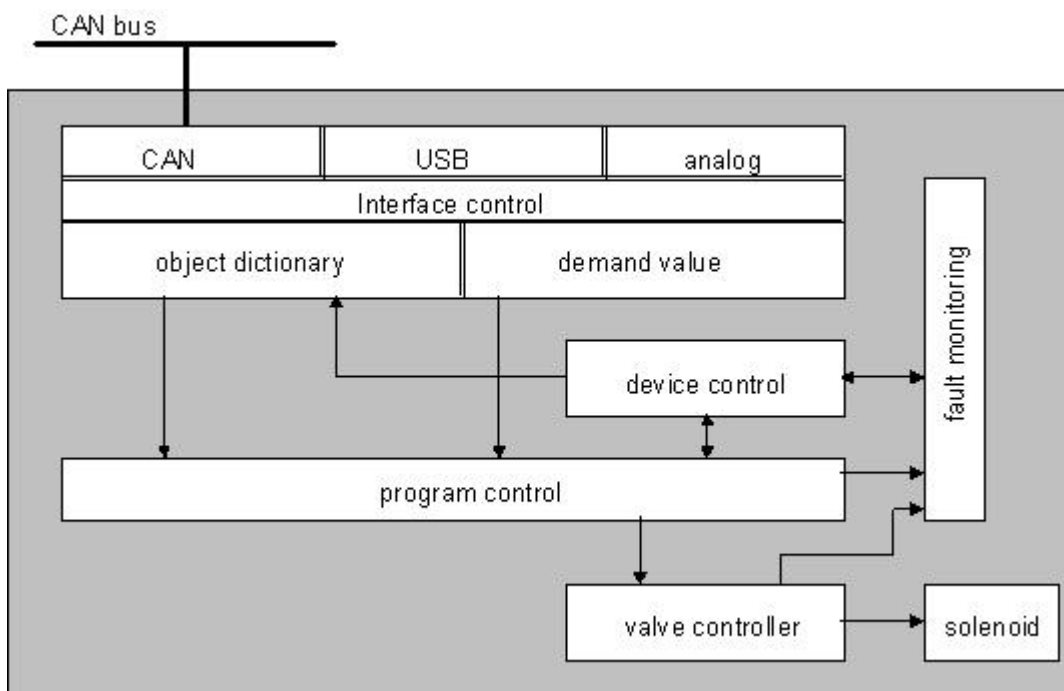 CAN bus
CAN
USB
analog
Interface control
object dictionary
demand value
device control
fault monitoring
program control
valve controller
solenoid